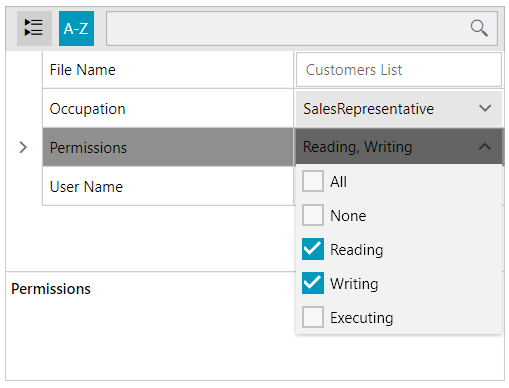 A-Z
File Name Customers List
Occupation SalesRepresentative
Permissions Reading, Writing
User Name
All
None
Reading
Writing
Executing
Permissions